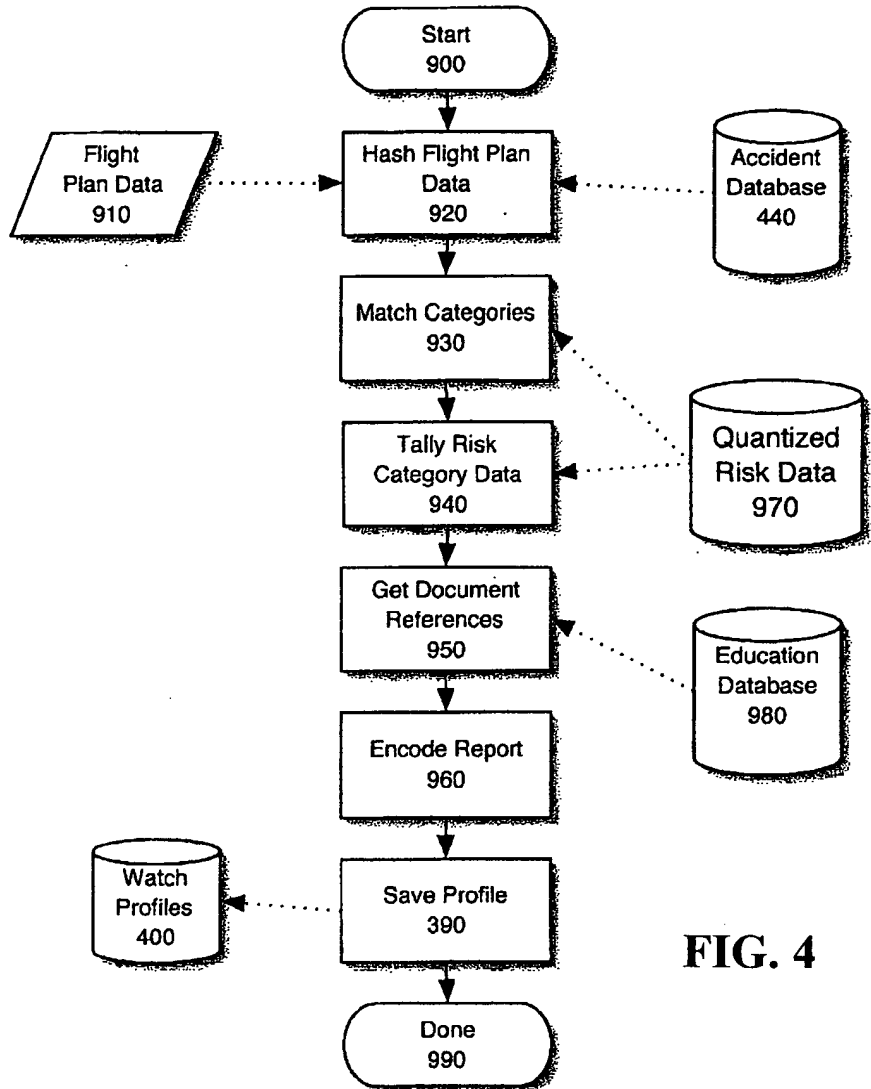 Start
900
Flight
Plan Data
910
Hash Flight Plan
Data
920
Accident
Database
440
Match Categories
930
Tally Risk
Category Data
940
Quantized
Risk Data
970
Get Document
References
950
Education
Database
980
Encode Report
960
Watch
Profiles
400
Save Profile
390
FIG. 4
Done
990